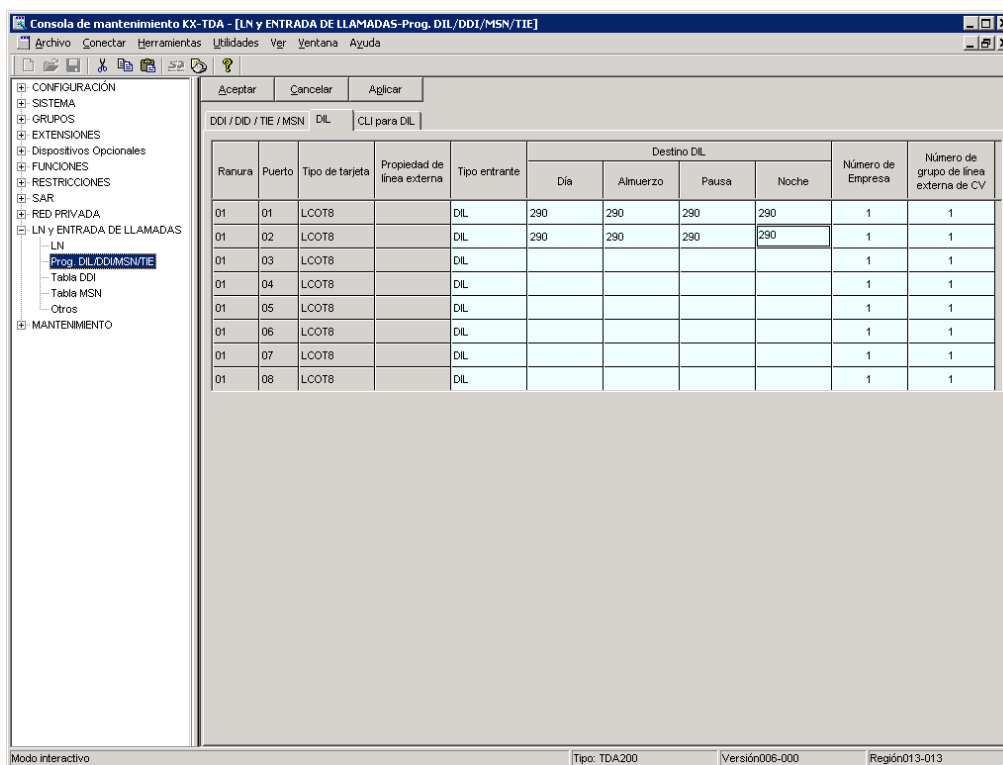 Consola de mantenimiento KX-TDA - [LN y ENTRADA DE LLAMADAS-Prog. DIL/DDI/MSN/TIE]
Archivo Conectar Herramientas Utilidades Ver Ventana Ayuda
CONFIGURACIÓN
SISTEMA
GRUPOS
EXTENSIONES
Dispositivos Opcionales
FUNCIONES
RESTRICCIONES
SAR
RED PRIVADA
LN y ENTRADA DE LLAMADAS
LN
Prog. DIL/DDI/MSN/TIE
Tabla DDI
Tabla MSN
Otros
MANTENIMIENTO
Aceptar Cancelar Aplicar
DDI / DID / TIE / MSN DIL CLI para DIL
Ranura Puerto Tipo de tarjeta Propiedad de línea externa Tipo entrante Destino DIL Número de Empresa Número de grupo de línea externa de CV
Día Almuerzo Pausa Noche
01 01 LCOT8 DIL 290 290 290 290 1 1
01 02 LCOT8 DIL 290 290 290 290 1 1
01 03 LCOT8 DIL 1 1
01 04 LCOT8 DIL 1 1
01 05 LCOT8 DIL 1 1
01 06 LCOT8 DIL 1 1
01 07 LCOT8 DIL 1 1
01 08 LCOT8 DIL 1 1
Modo interactivo Tipo: TDA200 Versión006-000 Región013-013